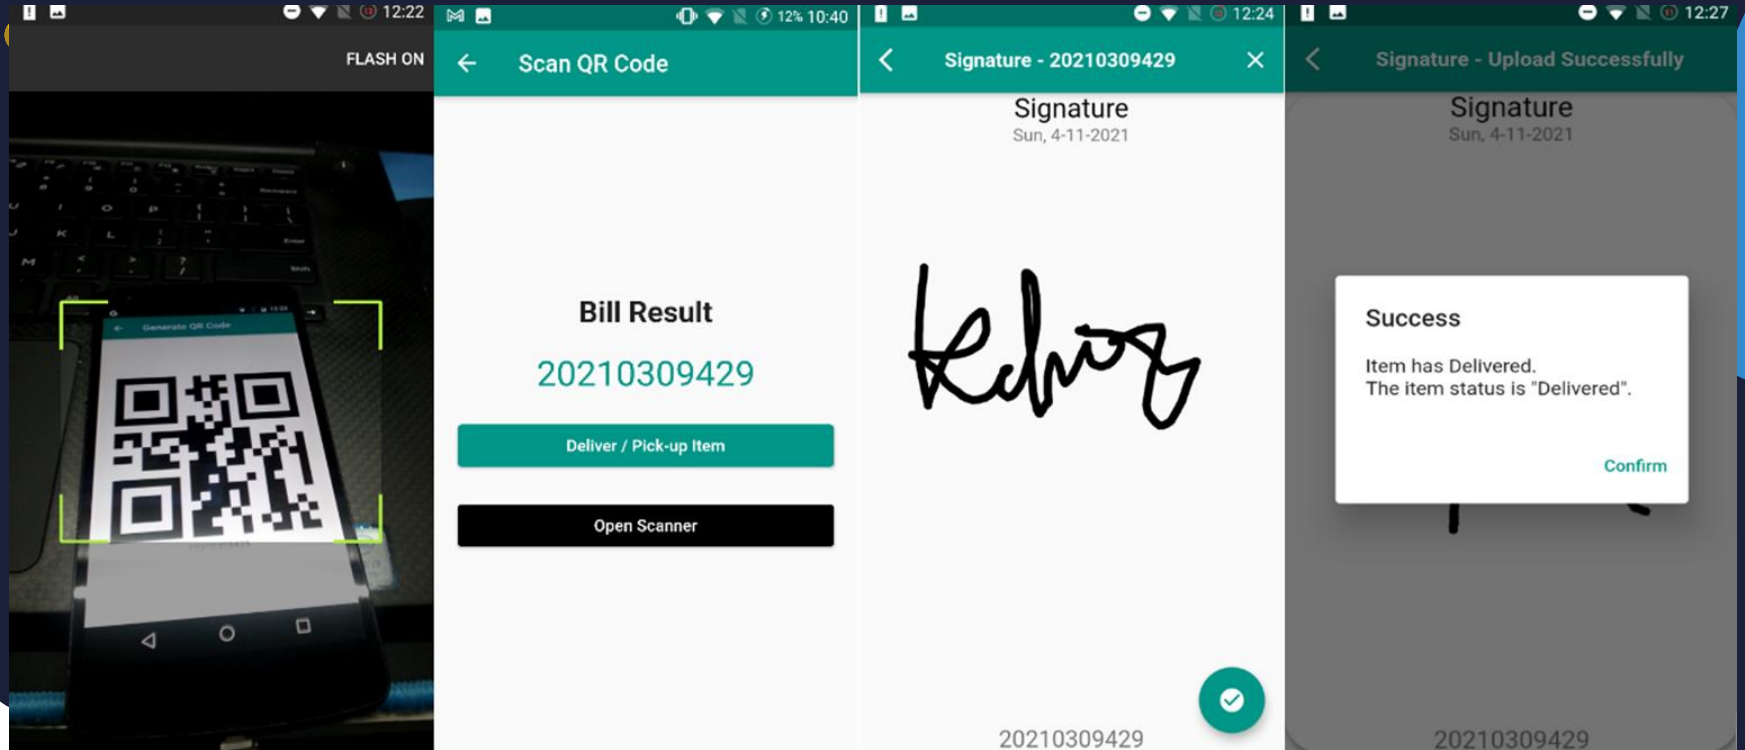 12:22
FLASH ON
Generate QR Code
12% 10:40
Scan QR Code
Bill Result
20210309429
Deliver / Pick-up Item
Open Scanner
12:24
Signature - 20210309429
Signature
Sun, 4-11-2021
20210309429
12:27
Signature - Upload Successfully
Signature
Sun, 4-11-2021
Success
Item has Delivered.
The item status is "Delivered".
Confirm
20210309429